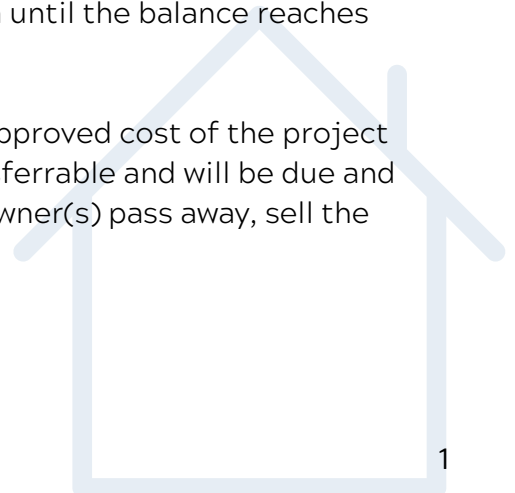 until the balance reaches
pproved cost of the project
ferrable and will be due and
wner(s) pass away, sell the
1